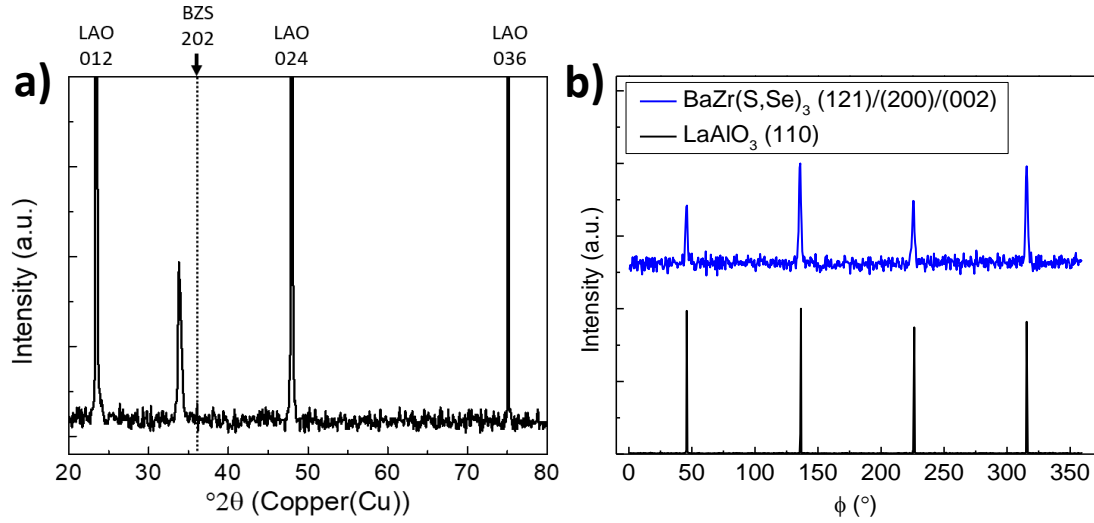 a)
LAO
012
BZS
202
LAO
024
LAO
036
Intensity (a.u.)
20 30 40 50 60 70 80
°2θ (Copper(Cu))
b)
BaZr(S,Se)₃ (121)/(200)/(002)
LaAlO₃ (110)
Intensity (a.u.)
0 50 100 150 200 250 300 350
ϕ (°)